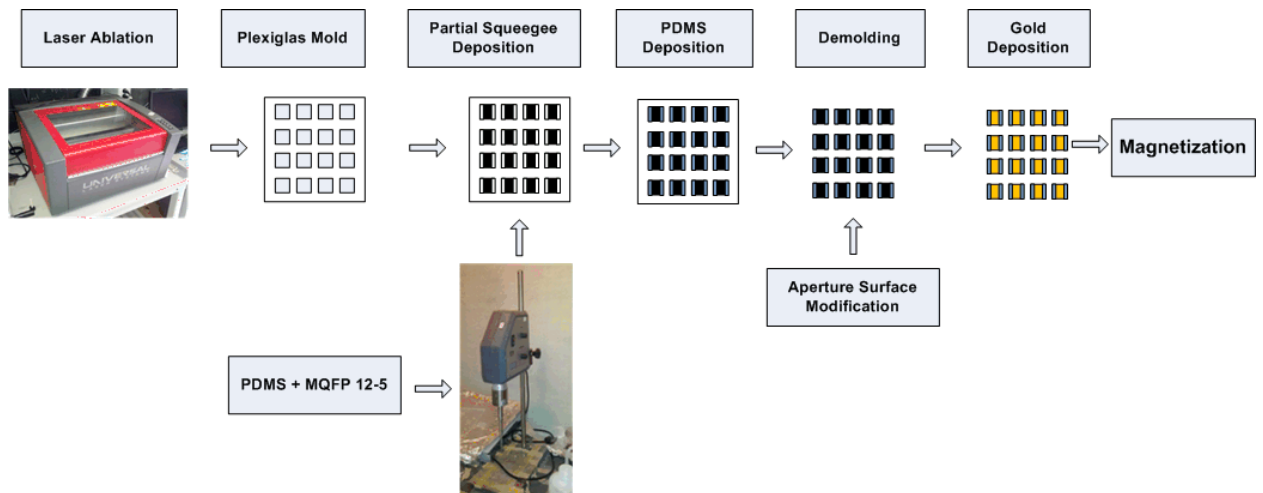 Laser Ablation
Plexiglas Mold
Partial Squeegee
Deposition
PDMS
Deposition
Demolding
Gold
Deposition
Magnetization
UNIVERSAL
Aperture Surface
Modification
PDMS + MQFP 12-5